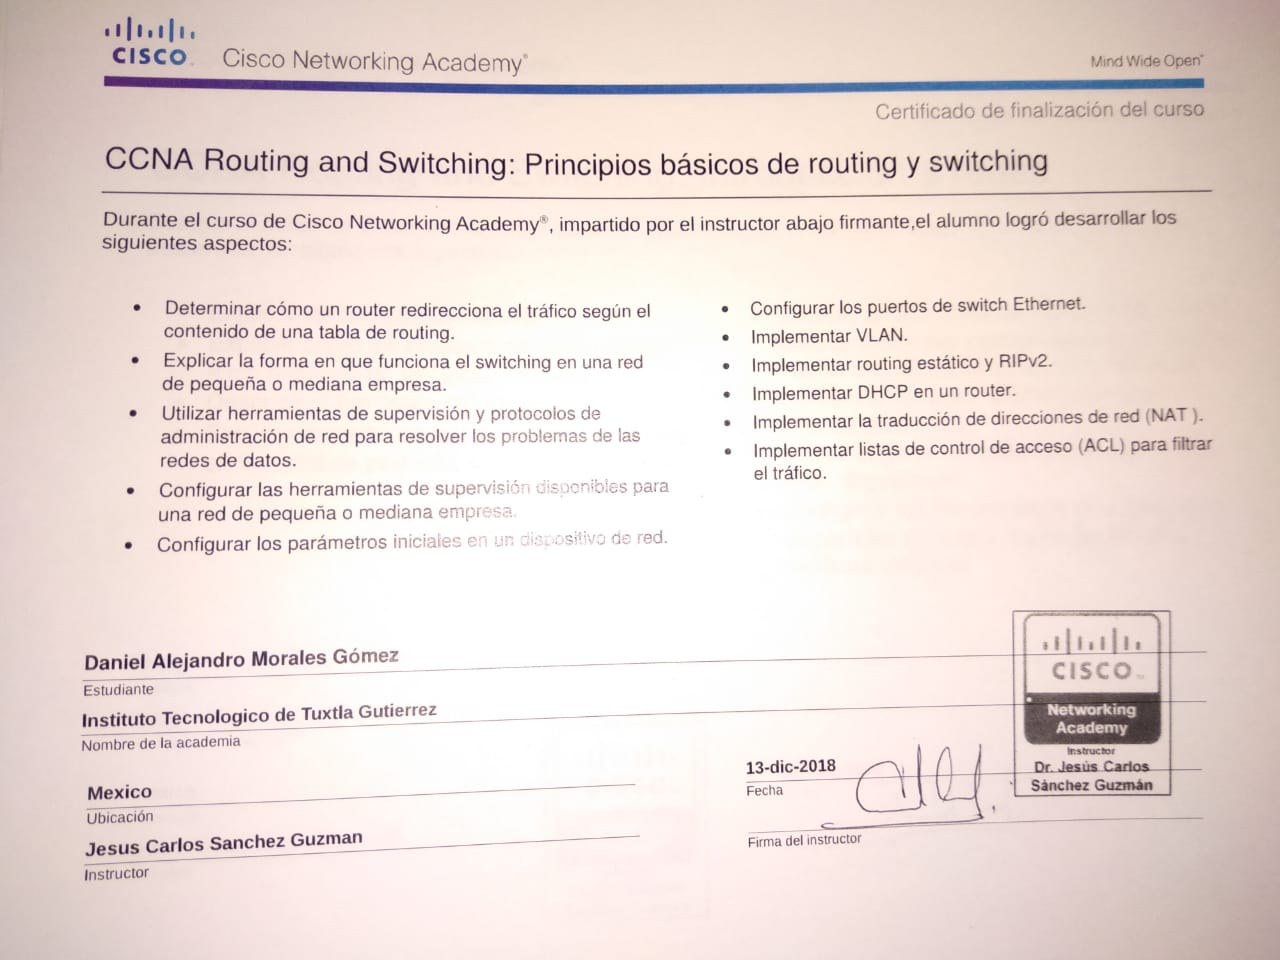 CISCO
Cisco Networking Academy®
Mind Wide Open™
Certificado de finalización del curso
CCNA Routing and Switching: Principios básicos de routing y switching
Durante el curso de Cisco Networking Academy®, impartido por el instructor abajo firmante,el alumno logró desarrollar los
siguientes aspectos:
• Determinar cómo un router redirecciona el tráfico según el
contenido de una tabla de routing.
• Explicar la forma en que funciona el switching en una red
de pequeña o mediana empresa.
• Utilizar herramientas de supervisión y protocolos de
administración de red para resolver los problemas de las
redes de datos.
• Configurar las herramientas de supervisión disponibles para
una red de pequeña o mediana empresa.
• Configurar los parámetros iniciales en un dispositivo de red.
• Configurar los puertos de switch Ethernet.
• Implementar VLAN.
• Implementar routing estático y RIPv2.
• Implementar DHCP en un router.
• Implementar la traducción de direcciones de red (NAT ).
• Implementar listas de control de acceso (ACL) para filtrar
el tráfico.
Daniel Alejandro Morales Gómez
Estudiante
Instituto Tecnologico de Tuxtla Gutierrez
Nombre de la academia
Mexico
Ubicación
Jesus Carlos Sanchez Guzman
Instructor
13-dic-2018
Fecha
Firma del instructor
CISCO™
Networking
Academy
Instructor
Dr. Jesús Carlos
Sánchez Guzmán